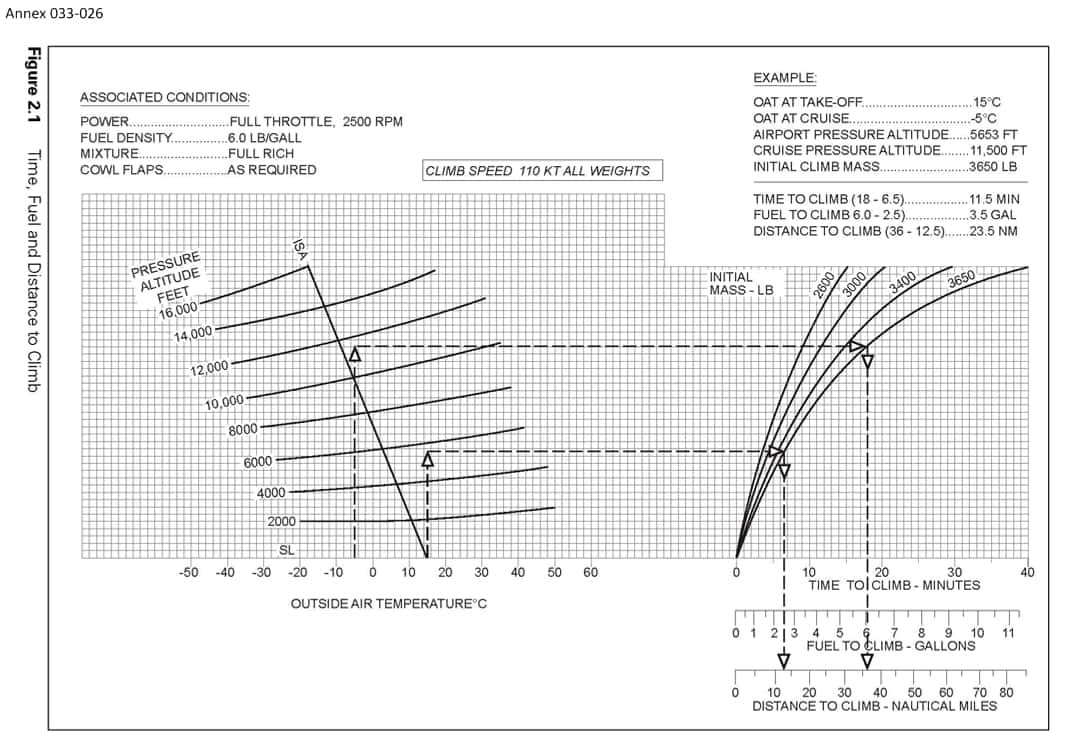 Annex 033-026
Figure 2.1 Time, Fuel and Distance to Climb
ASSOCIATED CONDITIONS:
POWER.............................FULL THROTTLE, 2500 RPM
FUEL DENSITY................6.0 LB/GALL
MIXTURE..........................FULL RICH
COWL FLAPS..................AS REQUIRED
CLIMB SPEED 110 KT ALL WEIGHTS
EXAMPLE:
OAT AT TAKE-OFF..............................15°C
OAT AT CRUISE.................................-5°C
AIRPORT PRESSURE ALTITUDE.....5653 FT
CRUISE PRESSURE ALTITUDE........11,500 FT
INITIAL CLIMB MASS.........................3650 LB
TIME TO CLIMB (18 - 6.5)..................11.5 MIN
FUEL TO CLIMB 6.0 - 2.5)..................3.5 GAL
DISTANCE TO CLIMB (36 - 12.5).......23.5 NM
PRESSURE
ALTITUDE
FEET
ISA
16,000
14,000
12,000
10,000
8000
6000
4000
2000
SL
-50 -40 -30 -20 -10 0 10 20 30 40 50 60
OUTSIDE AIR TEMPERATURE°C
INITIAL
MASS - LB
2600
3000
3400
3650
0 10 20 30 40
TIME TO CLIMB - MINUTES
0 1 2 3 4 5 6 7 8 9 10 11
FUEL TO CLIMB - GALLONS
0 10 20 30 40 50 60 70 80
DISTANCE TO CLIMB - NAUTICAL MILES